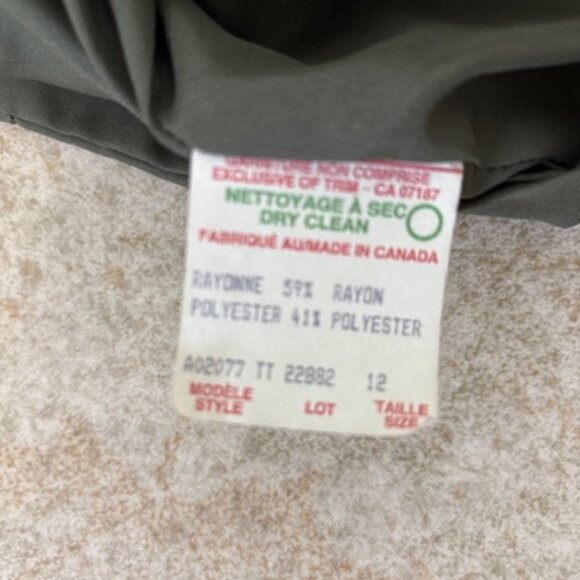 GARNITURE NON COMPRISE
EXCLUSIVE OF TRIM - CA 07187
NETTOYAGE À SEC
DRY CLEAN
FABRIQUÉ AU/MADE IN CANADA
RAYONNE 59% RAYON
POLYESTER 41% POLYESTER
A02077 TT 22882 12
MODÈLE LOT TAILLE
STYLE SIZE